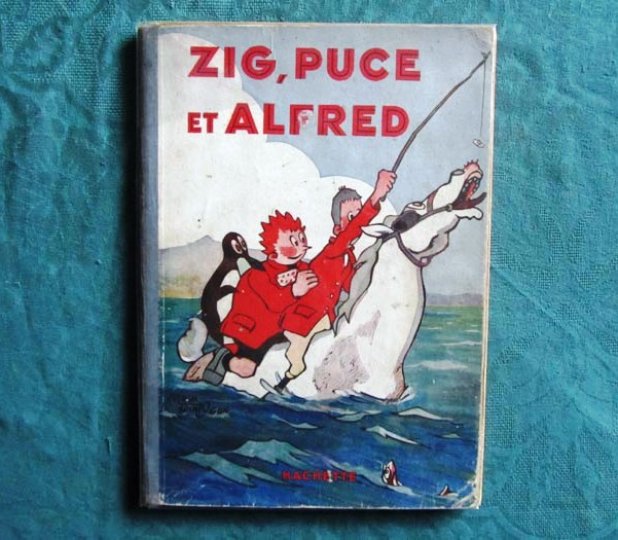 ZIG, PUCE
ET ALFRED
HACHETTE